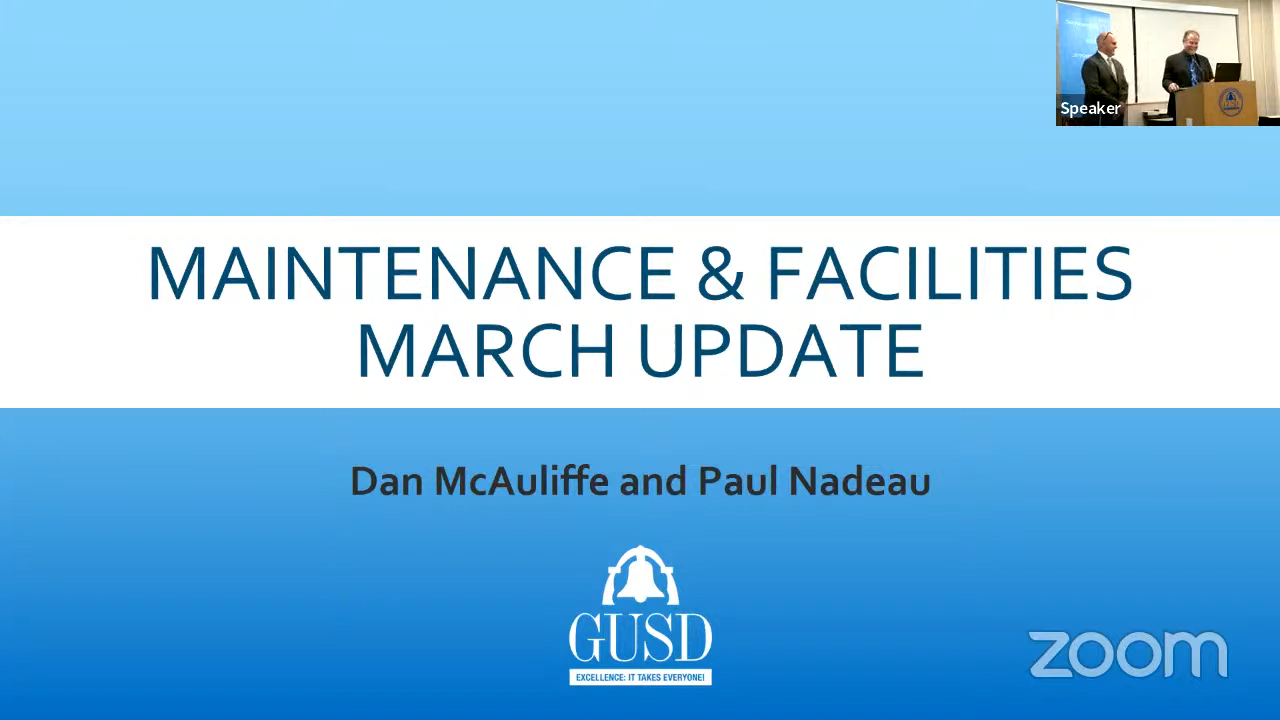 Speaker
MAINTENANCE & FACILITIES
MARCH UPDATE
Dan McAuliffe and Paul Nadeau
GUSD
EXCELLENCE: IT TAKES EVERYONE!
zoom